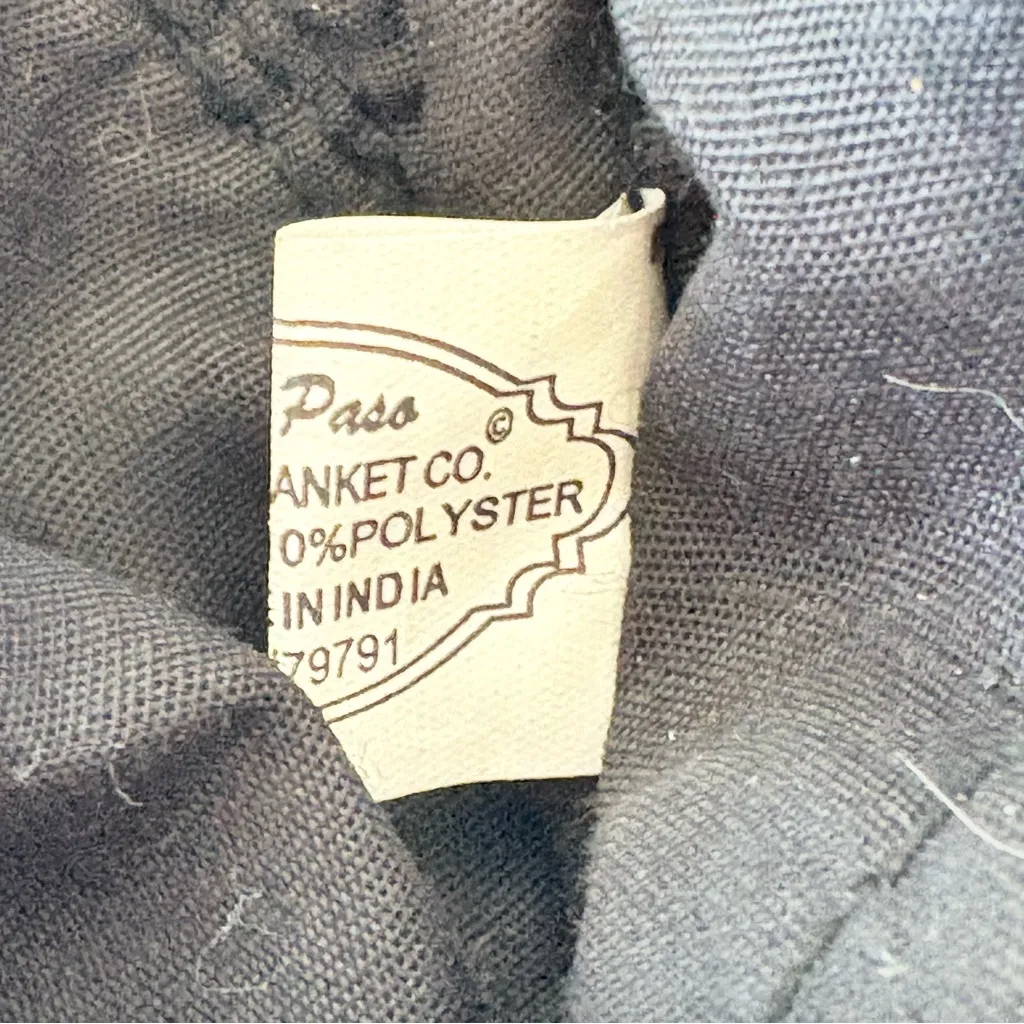 Paso ©
ANKET CO.
0%POLYSTER
IN INDIA
79791